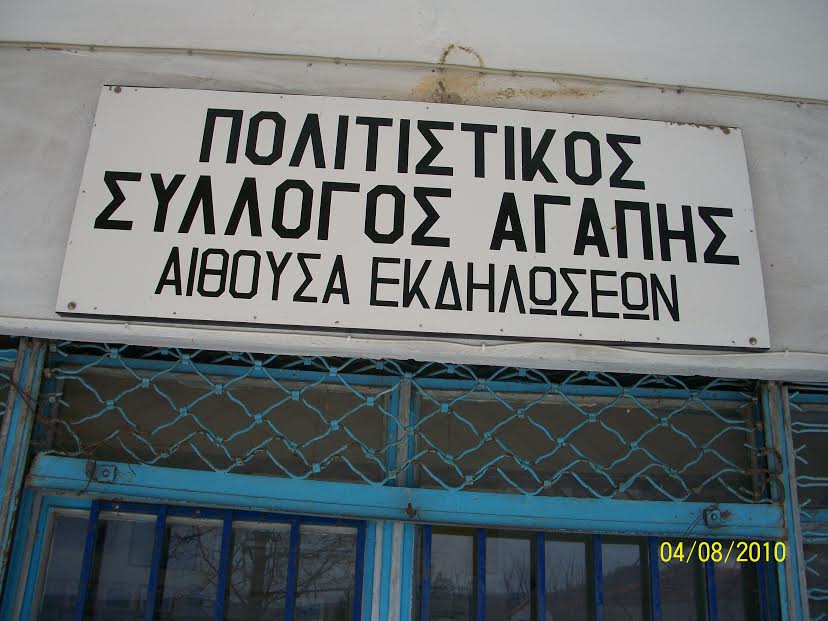 ΠΟΛΙΤΙΣΤΙΚΟΣ
ΣΥΛΛΟΓΟΣ ΑΓΑΠΗΣ
ΑΙΘΟΥΣΑ ΕΚΔΗΛΩΣΕΩΝ
04/08/2010